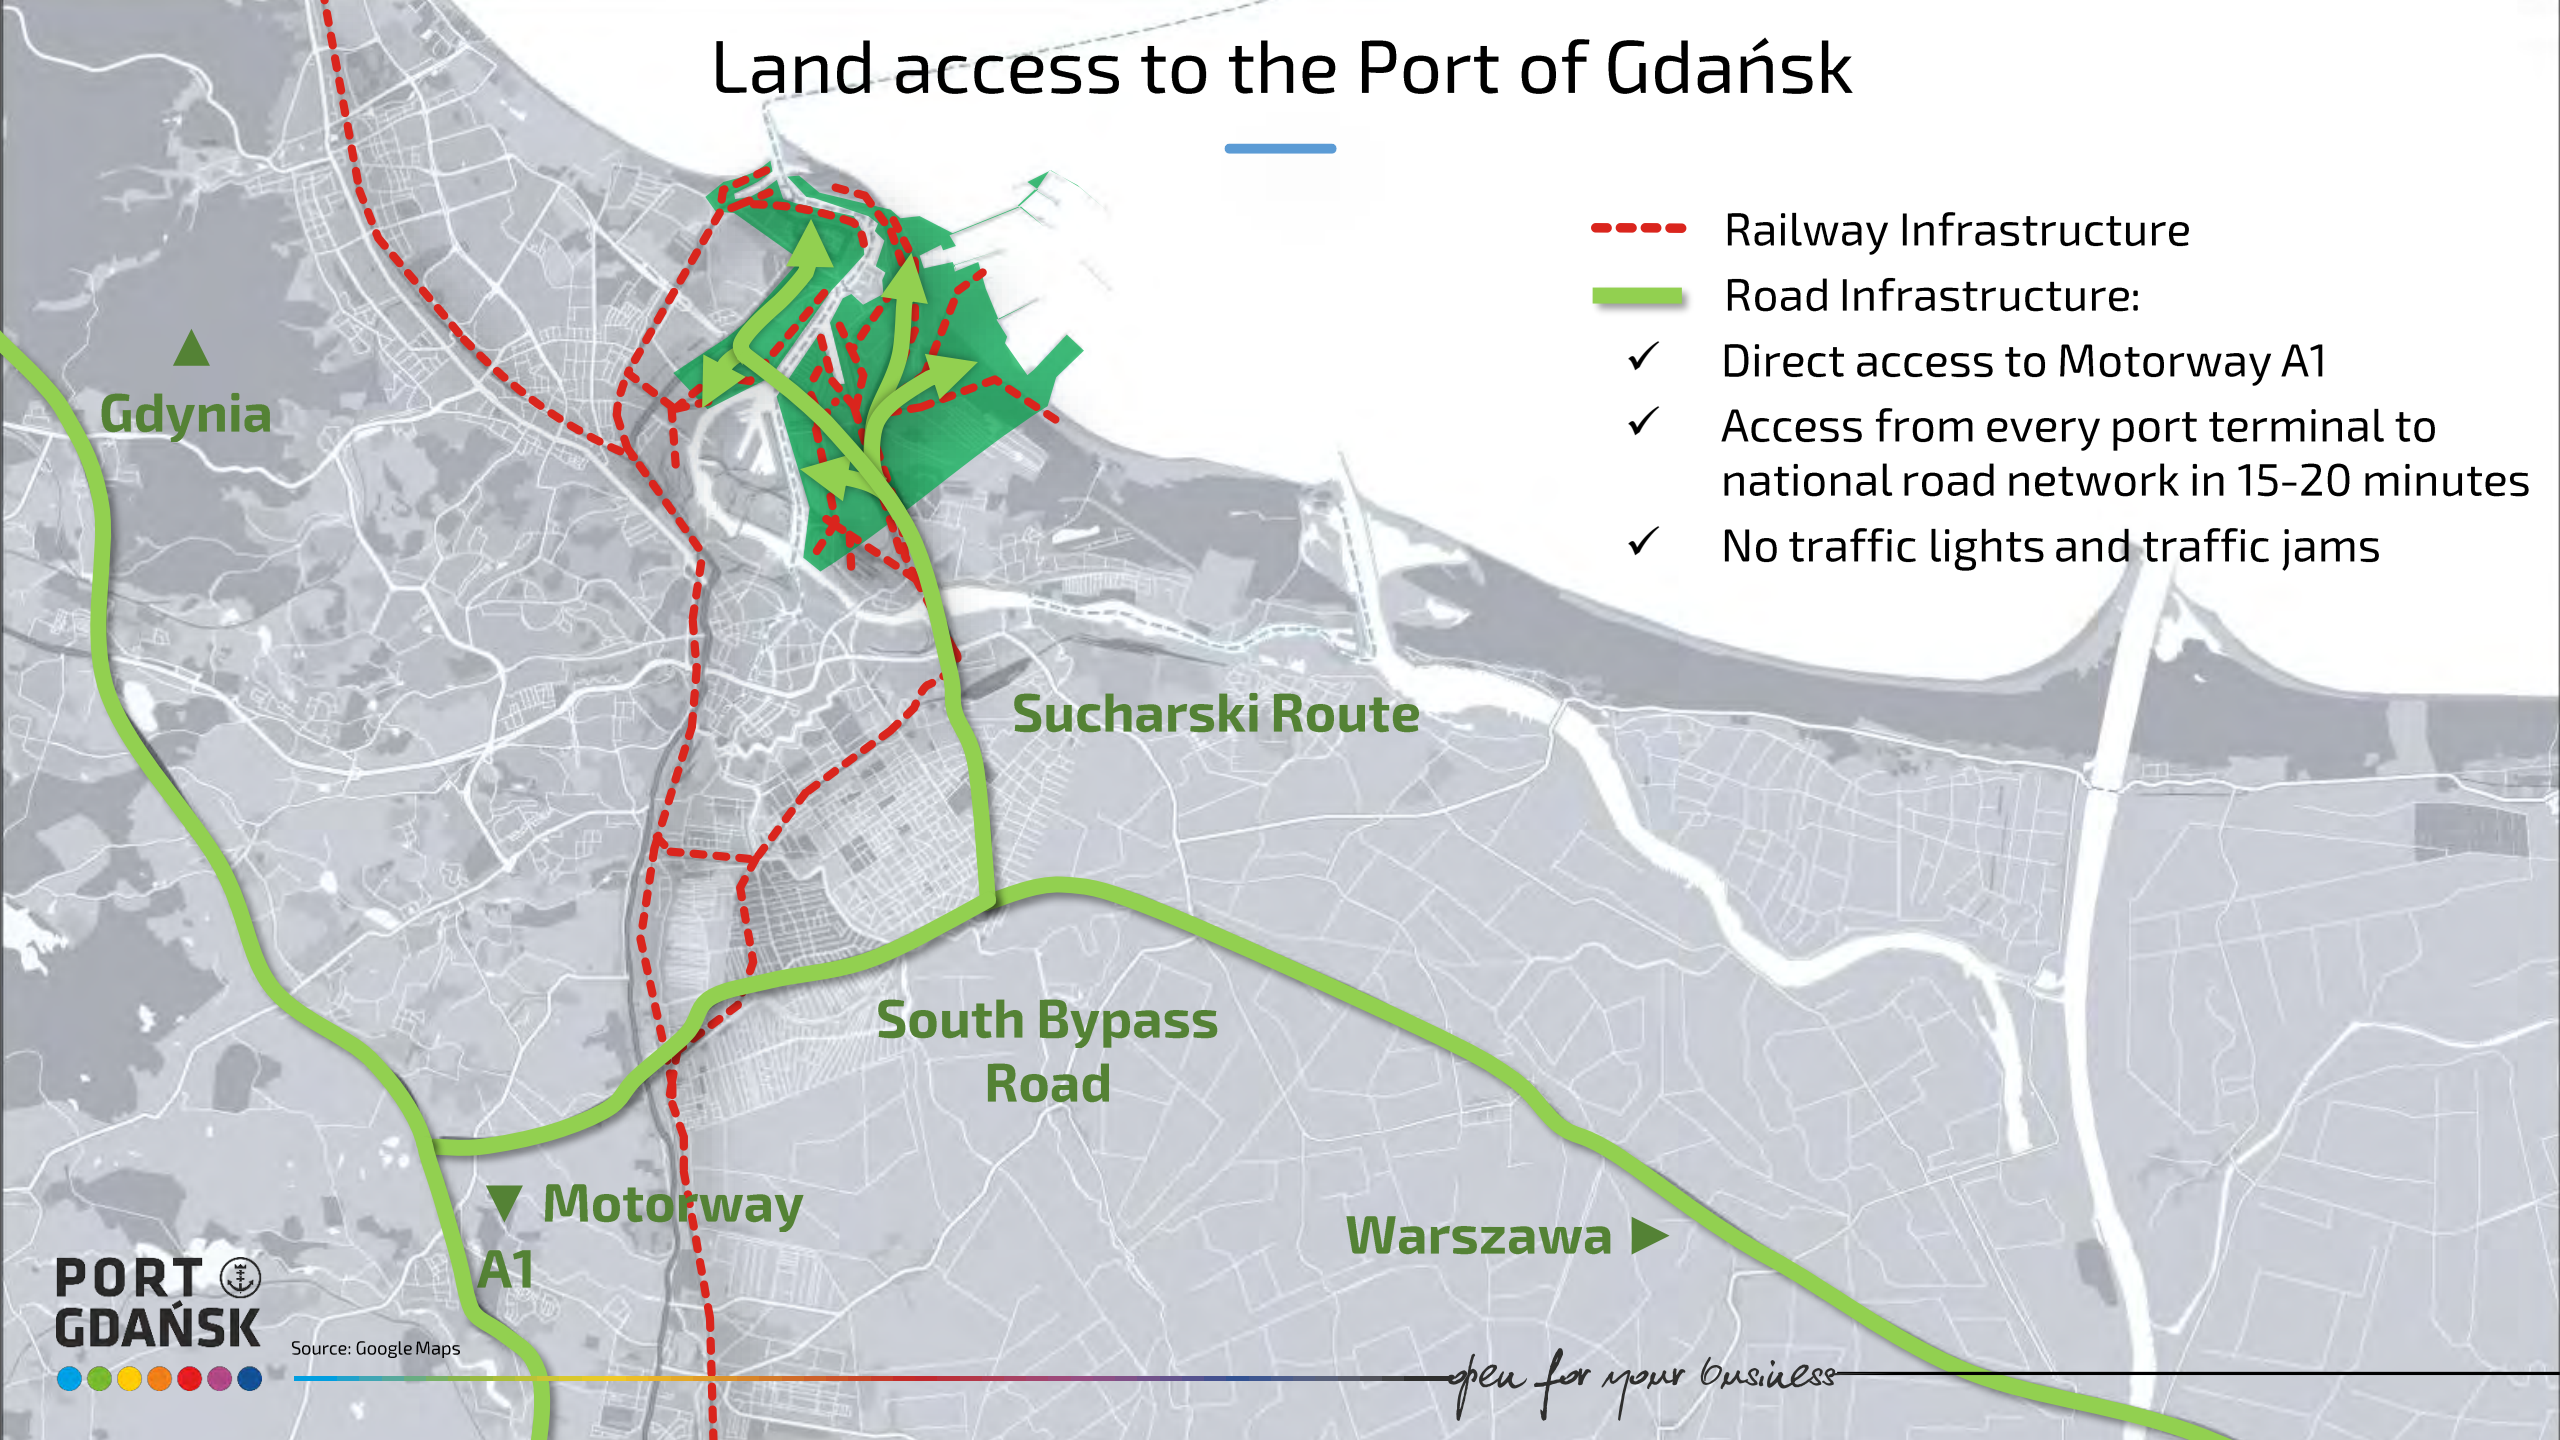 Land access to the Port of Gdańsk
Railway Infrastructure
Road Infrastructure:
Direct access to Motorway A1
Access from every port terminal to
national road network in 15-20 minutes
No traffic lights and traffic jams
Gdynia
Sucharski Route
South Bypass
Road
Motorway
A1
Warszawa
PORT
GDAŃSK
Source: Google Maps
open for your business